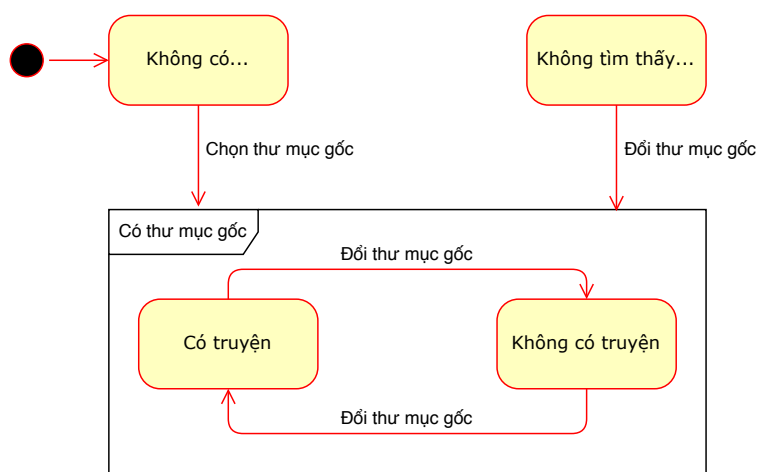 Không có...
Không tìm thấy...
Chọn thư mục gốc
Đổi thư mục gốc
Có thư mục gốc
Đổi thư mục gốc
Có truyện
Không có truyện
Đổi thư mục gốc